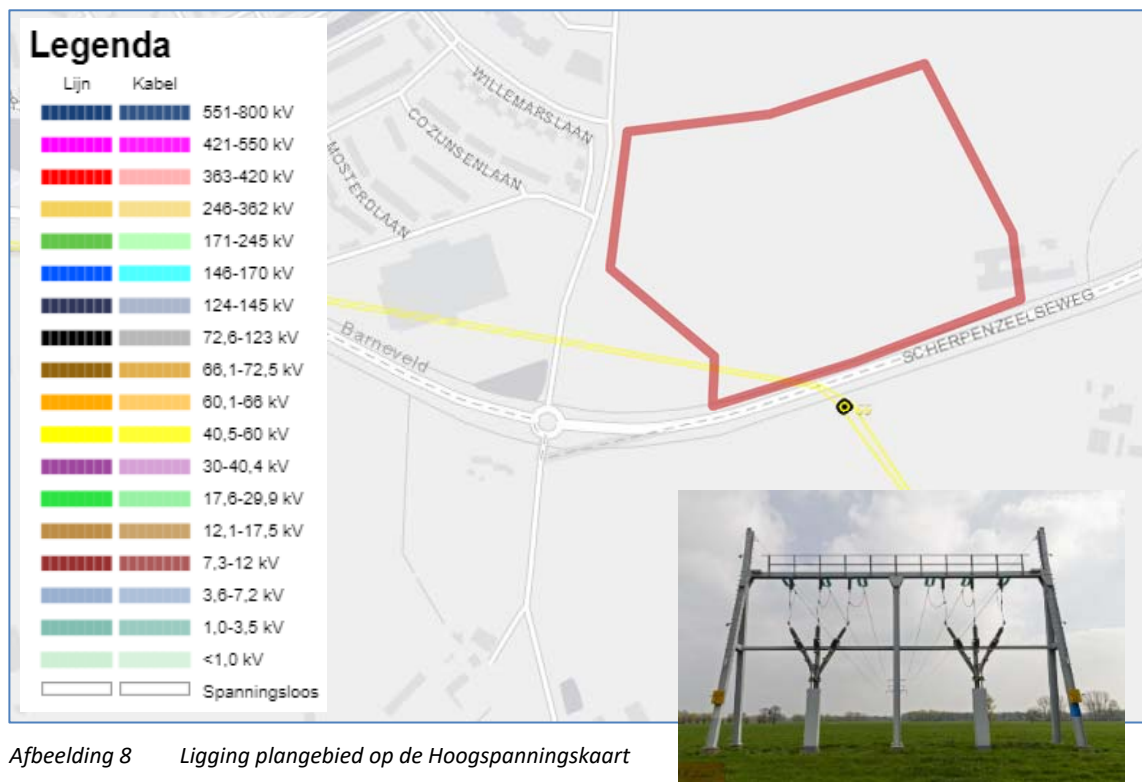 Legenda
Lijn Kabel
551-800 kV
421-550 kV
363-420 kV
246-362 kV
171-245 kV
146-170 kV
124-145 kV
72,6-123 kV
66,1-72,5 kV
60,1-66 kV
40,5-60 kV
30-40,4 kV
17,6-29,9 kV
12,1-17,5 kV
7,3-12 kV
3,6-7,2 kV
1,0-3,5 kV
<1,0 kV
Spanningsloos
WILLEMARSLAAN
COZIJNSENLAAN
MOSTERDLAAN
Barneveld
SCHERPENZEELSEWEG
Afbeelding 8 Ligging plangebied op de Hoogspanningskaart